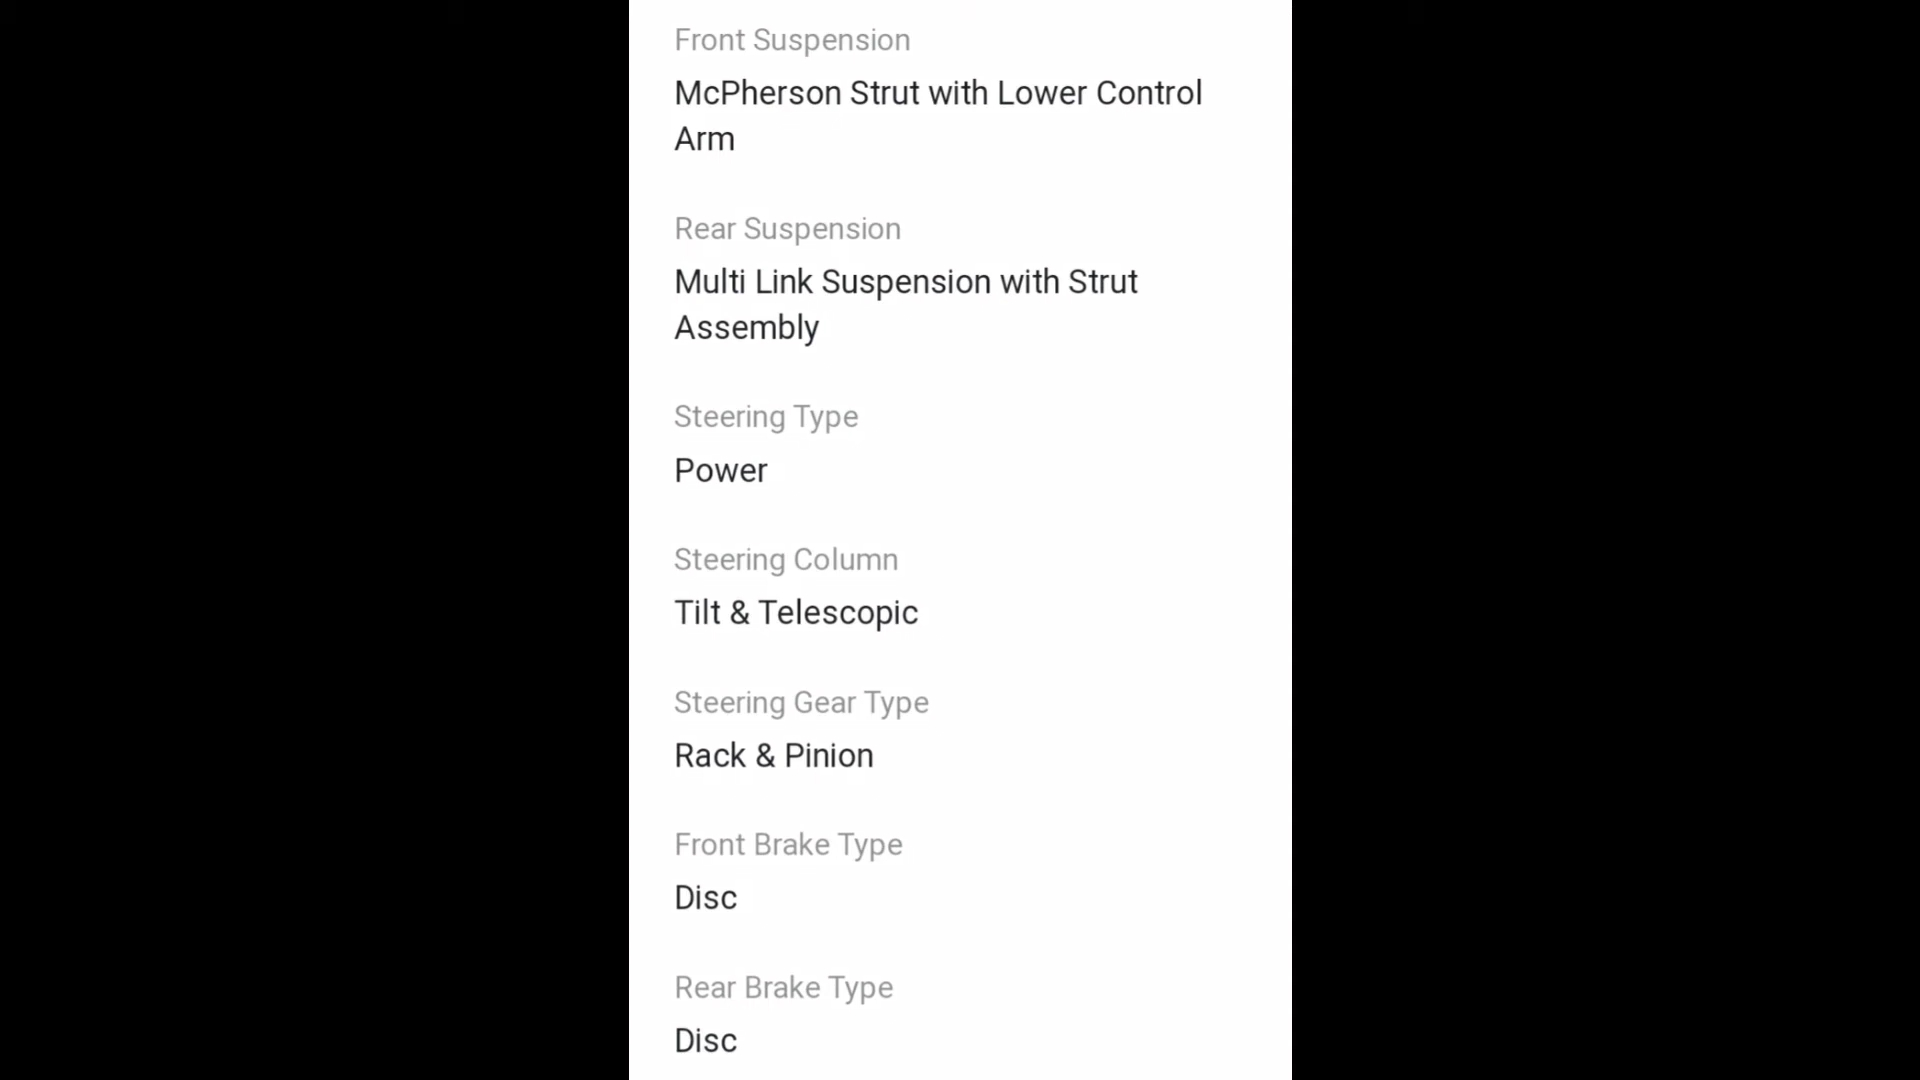 Front Suspension
McPherson Strut with Lower Control
Arm
Rear Suspension
Multi Link Suspension with Strut
Assembly
Steering Type
Power
Steering Column
Tilt & Telescopic
Steering Gear Type
Rack & Pinion
Front Brake Type
Disc
Rear Brake Type
Disc